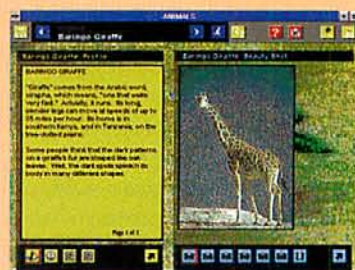 ANIMALS
Baringo Giraffe
Baringo Giraffe: Profile
BARINGO GIRAFFE
"Giraffe" comes from the Arabic word,
xirapha, which means, "one that walks
very fast." Actually, it runs. Its long,
slender legs can move at speeds of up to
35 miles per hour. Its home is in
southern Kenya, and in Tanzania, on the
tree-dotted plains.
Some people think that the dark patterns
on a giraffe's fur are shaped like oak
leaves. Well, the dark spots splotch its
body in many different shapes.
Page 1 of 3
Baringo Giraffe: Beauty Shot